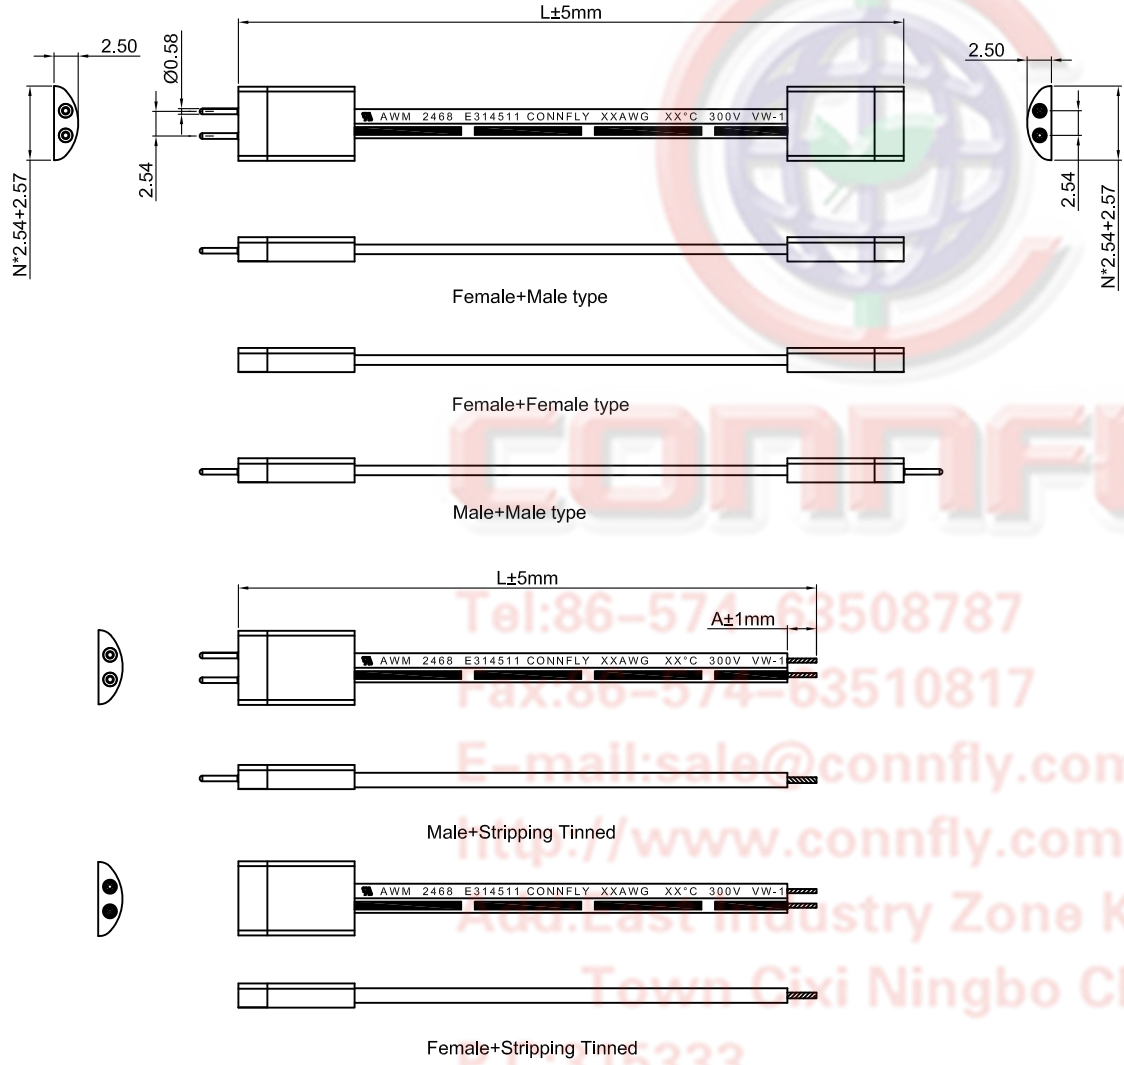 L±5mm
2.50
Ø0.58
2.50
AWM 2468 E314511 CONNFLY XXAWG XX°C 300V VW-1
2.54
N*2.54+2.57
2.54
N*2.54+2.57
Female+Male type
Female+Female type
CONNF
Male+Male type
L±5mm
Tel:86-574-63508787
A±1mm
AWM 2468 E314511 CONNFLY XXAWG XX°C 300V VW-1
Fax:86-574-63510817
E-mail:sale@connfly.com
Male+Stripping Tinned
http://www.connfly.com
AWM 2468 E314511 CONNFLY XXAWG XX°C 300V VW-1
Add:East Industry Zone K
Town Cixi Ningbo C
Female+Stripping Tinned
P.C:315333